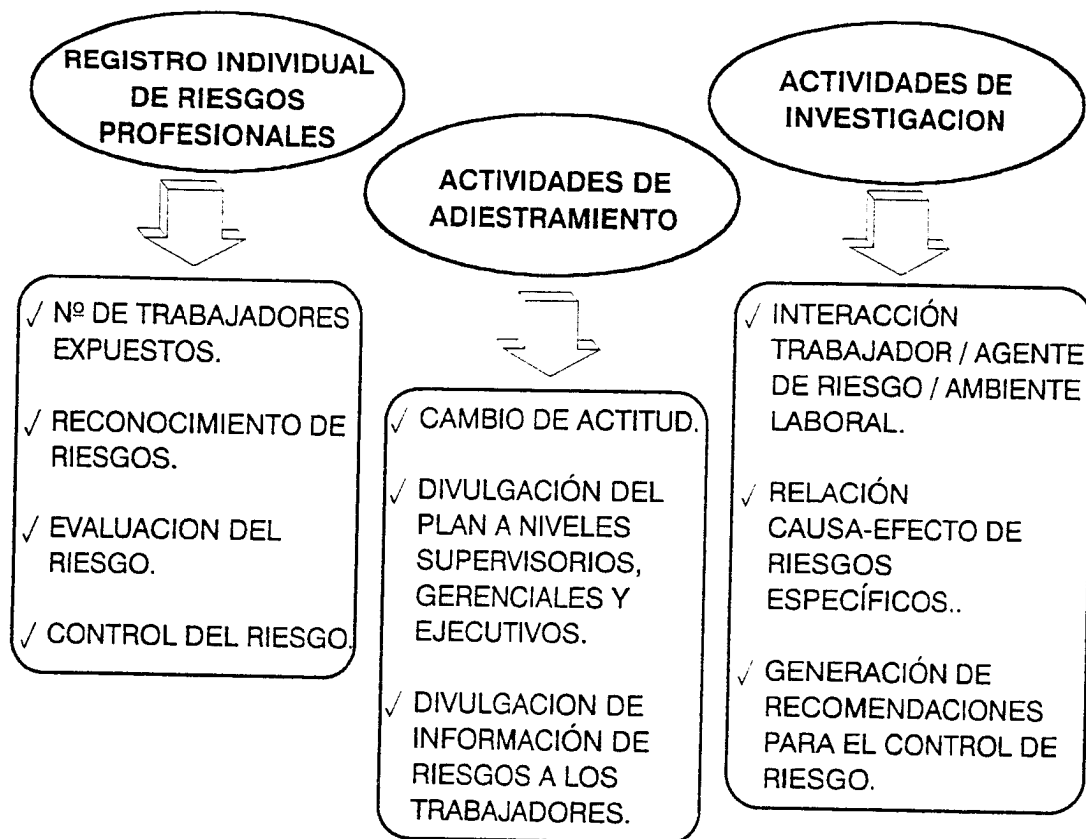 REGISTRO INDIVIDUAL
DE RIESGOS
PROFESIONALES
√ Nº DE TRABAJADORES
EXPUESTOS.
√ RECONOCIMIENTO DE
RIESGOS.
√ EVALUACION DEL
RIESGO.
√ CONTROL DEL RIESGO.
ACTIVIDADES DE
ADIESTRAMIENTO
√ CAMBIO DE ACTITUD.
√ DIVULGACIÓN DEL
PLAN A NIVELES
SUPERVISORIOS,
GERENCIALES Y
EJECUTIVOS.
√ DIVULGACION DE
INFORMACIÓN DE
RIESGOS A LOS
TRABAJADORES.
ACTIVIDADES DE
INVESTIGACION
√ INTERACCIÓN
TRABAJADOR / AGENTE
DE RIESGO / AMBIENTE
LABORAL.
√ RELACIÓN
CAUSA-EFECTO DE
RIESGOS
ESPECÍFICOS..
√ GENERACIÓN DE
RECOMENDACIONES
PARA EL CONTROL DE
RIESGO.